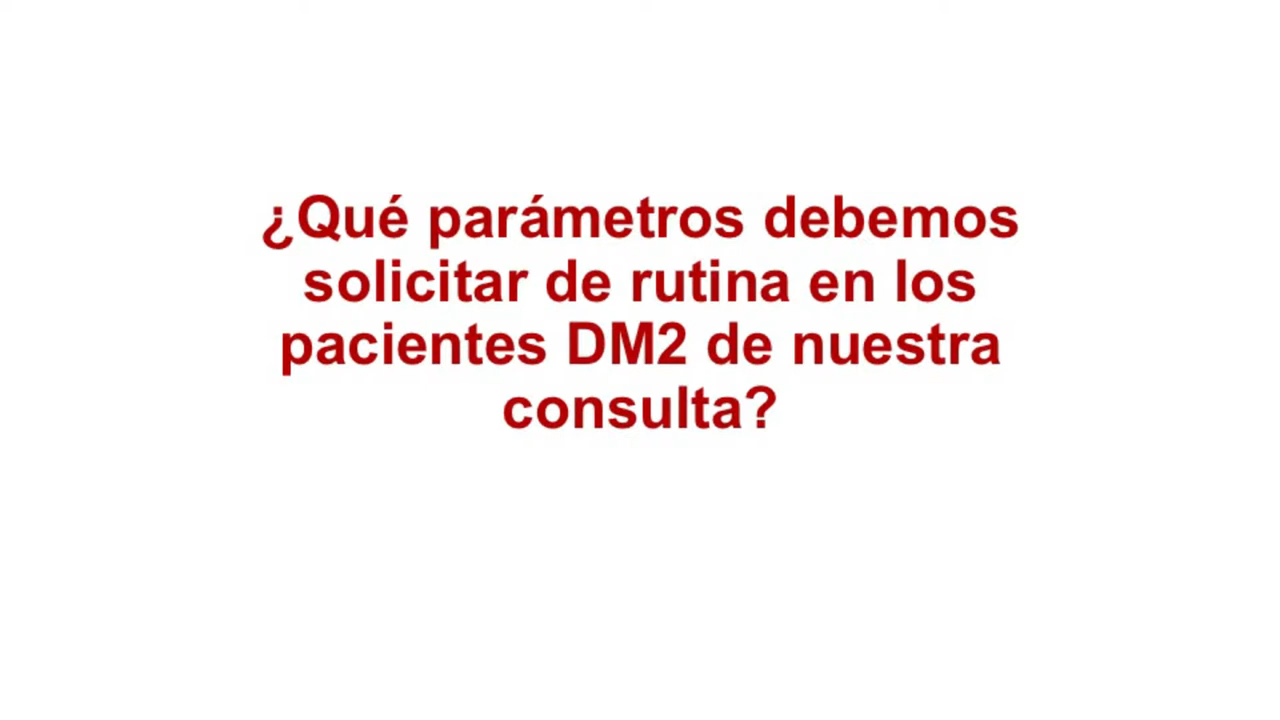 ¿Qué parámetros debemos
solicitar de rutina en los
pacientes DM2 de nuestra
consulta?